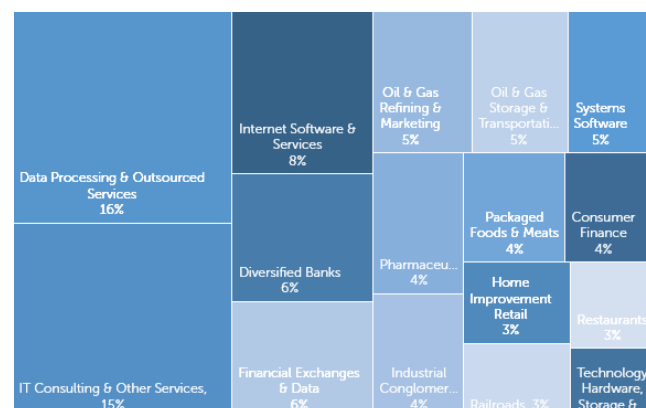 Data Processing & Outsourced
Services
16%
IT Consulting & Other Services,
15%
Internet Software &
Services
8%
Diversified Banks
6%
Financial Exchanges
& Data
6%
Oil & Gas
Refining &
Marketing
5%
Oil & Gas
Storage &
Transportati...
5%
Systems
Software
5%
Pharmaceu...
4%
Packaged
Foods & Meats
4%
Consumer
Finance
4%
Industrial
Conglomer...
4%
Home
Improvement
Retail
3%
Restaurants
3%
Railroads, 3%
Technology
Hardware,
Storage &